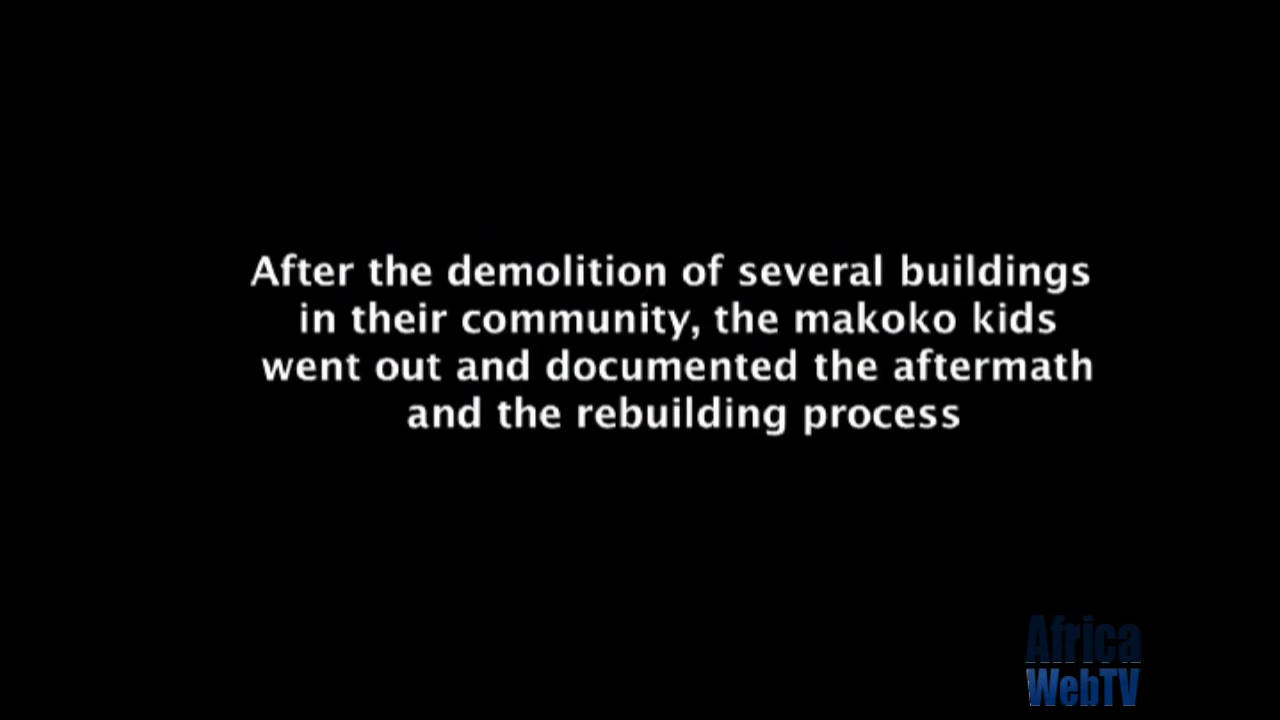 After the demolition of several buildings
in their community, the makoko kids
went out and documented the aftermath
and the rebuilding process
Africa
WebTV